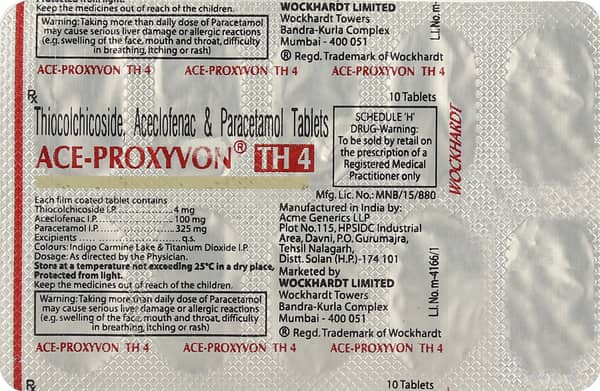 Protected from light.
Keep the medicines out of reach of the children.
Warning: Taking more than daily dose of Paracetamol
may cause serious liver damage or allergic reactions
(e.g. swelling of the face, mouth and throat, difficulty
in breathing, itching or rash)
WOCKHARDT LIMITED
Wockhardt Towers
Bandra-Kurla Complex
Mumbai - 400 051
® Regd. Trademark of Wockhardt
L.I.No.m-
ACE-PROXYVON TH 4 ACE-PROXYVON TH 4 ACE-PROXYVON TH 4
Rx
10 Tablets
Thiocolchicoside, Aceclofenac & Paracetamol Tablets
ACE-PROXYVON® TH 4
SCHEDULE 'H'
DRUG-Warning:
To be sold by retail on
the prescription of a
Registered Medical
Practitioner only
WOCKHARDT
Mfg. Lic. No.: MNB/15/880
Each film coated tablet contains
Thiocolchicoside I.P. .................. 4 mg
Aceclofenac I.P. ..................... 100 mg
Paracetamol I.P. ..................... 325 mg
Excipients .............................. q.s.
Colours: Indigo Carmine Lake & Titanium Dioxide I.P.
Dosage: As directed by the Physician.
Store at a temperature not exceeding 25°C in a dry place,
Protected from light.
Keep the medicines out of reach of the children.
Warning: Taking more than daily dose of Paracetamol
may cause serious liver damage or allergic reactions
(e.g. swelling of the face, mouth and throat, difficulty
in breathing, itching or rash)
Manufactured in India by:
Acme Generics LLP
Plot No.115, HPSIDC Industrial
Area, Davni, P.O. Gurumajra,
Tehsil Nalagarh,
Distt. Solan (H.P.)-174 101
Marketed by
WOCKHARDT LIMITED
Wockhardt Towers
Bandra-Kurla Complex
Mumbai - 400 051
® Regd. Trademark of Wockhardt
L.I.No.m-4166/1
ACE-PROXYVON TH 4 ACE-PROXYVON TH 4 ACE-PROXYVON TH 4
Rx
10 Tablets